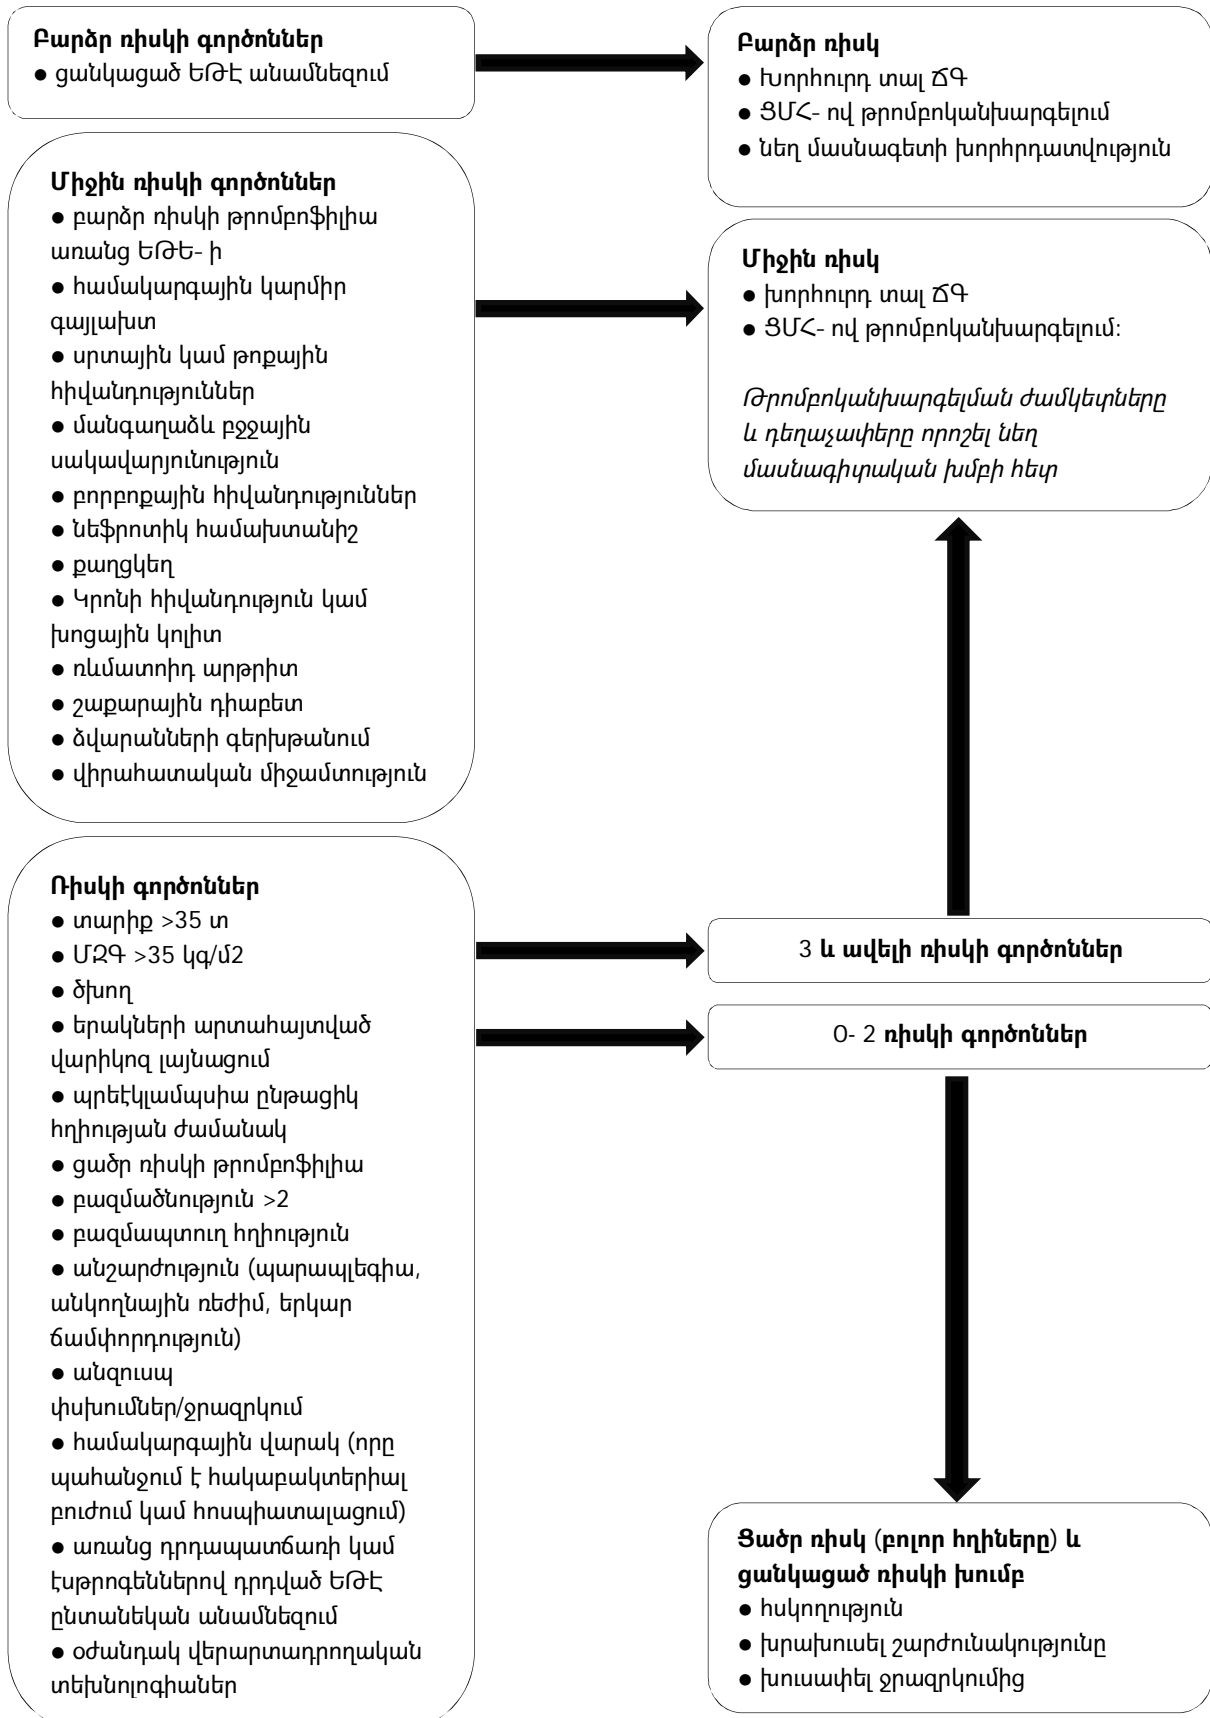 Բարձր ռիսկի գործոններ
● ցանկացած ԵԹԷ անամնեզում
Բարձր ռիսկ
● Խորհուրդ տալ ՃԳ
● ՑՄՀ- ով թրոմբոկանխարգելում
● նեղ մասնագետի խորհրդատվություն
Միջին ռիսկի գործոններ
● բարձր ռիսկի թրոմբոֆիլիա
առանց ԵԹԵ- ի
● համակարգային կարմիր
գայլախտ
● սրտային կամ թոքային
հիվանդություններ
● մանգաղաձև բջջային
սակավարյունություն
● բորբոքային հիվանդություններ
● նեֆրոտիկ համախտանիշ
● քաղցկեղ
● Կրոնի հիվանդություն կամ
խոցային կոլիտ
● ռևմատոիդ արթրիտ
● շաքարային դիաբետ
● ձվարանների գերխթանում
● վիրահատական միջամտություն
Միջին ռիսկ
● խորհուրդ տալ ՃԳ
● ՑՄՀ- ով թրոմբոկանխարգելում:
Թրոմբոկանխարգելման ժամկետները
և դեղաչափերը որոշել նեղ
մասնագիտական խմբի հետ
Ռիսկի գործոններ
● տարիք >35 տ
● ՄԶԳ >35 կգ/մ2
● ծխող
● երակների արտահայտված
վարիկոզ լայնացում
● պրեէկլամպսիա ընթացիկ
հղիության ժամանակ
● ցածր ռիսկի թրոմբոֆիլիա
● բազմածնություն >2
● բազմապտուղ հղիություն
● անշարժություն (պարապլեգիա,
անկողնային ռեժիմ, երկար
ճամփորդություն)
● անզուսպ
փսխումներ/ջրազրկում
● համակարգային վարակ (որը
պահանջում է հակաբակտերիալ
բուժում կամ հոսպիատալացում)
● առանց դրդապատճառի կամ
էսթրոգեններով դրդված ԵԹԷ
ընտանեկան անամնեզում
● օժանդակ վերարտադրողական
տեխնոլոգիաներ
3 և ավելի ռիսկի գործոններ
0- 2 ռիսկի գործոններ
Ցածր ռիսկ (բոլոր հղիները) և
ցանկացած ռիսկի խումբ
● հսկողություն
● խրախուսել շարժունակությունը
● խուսափել ջրազրկումից